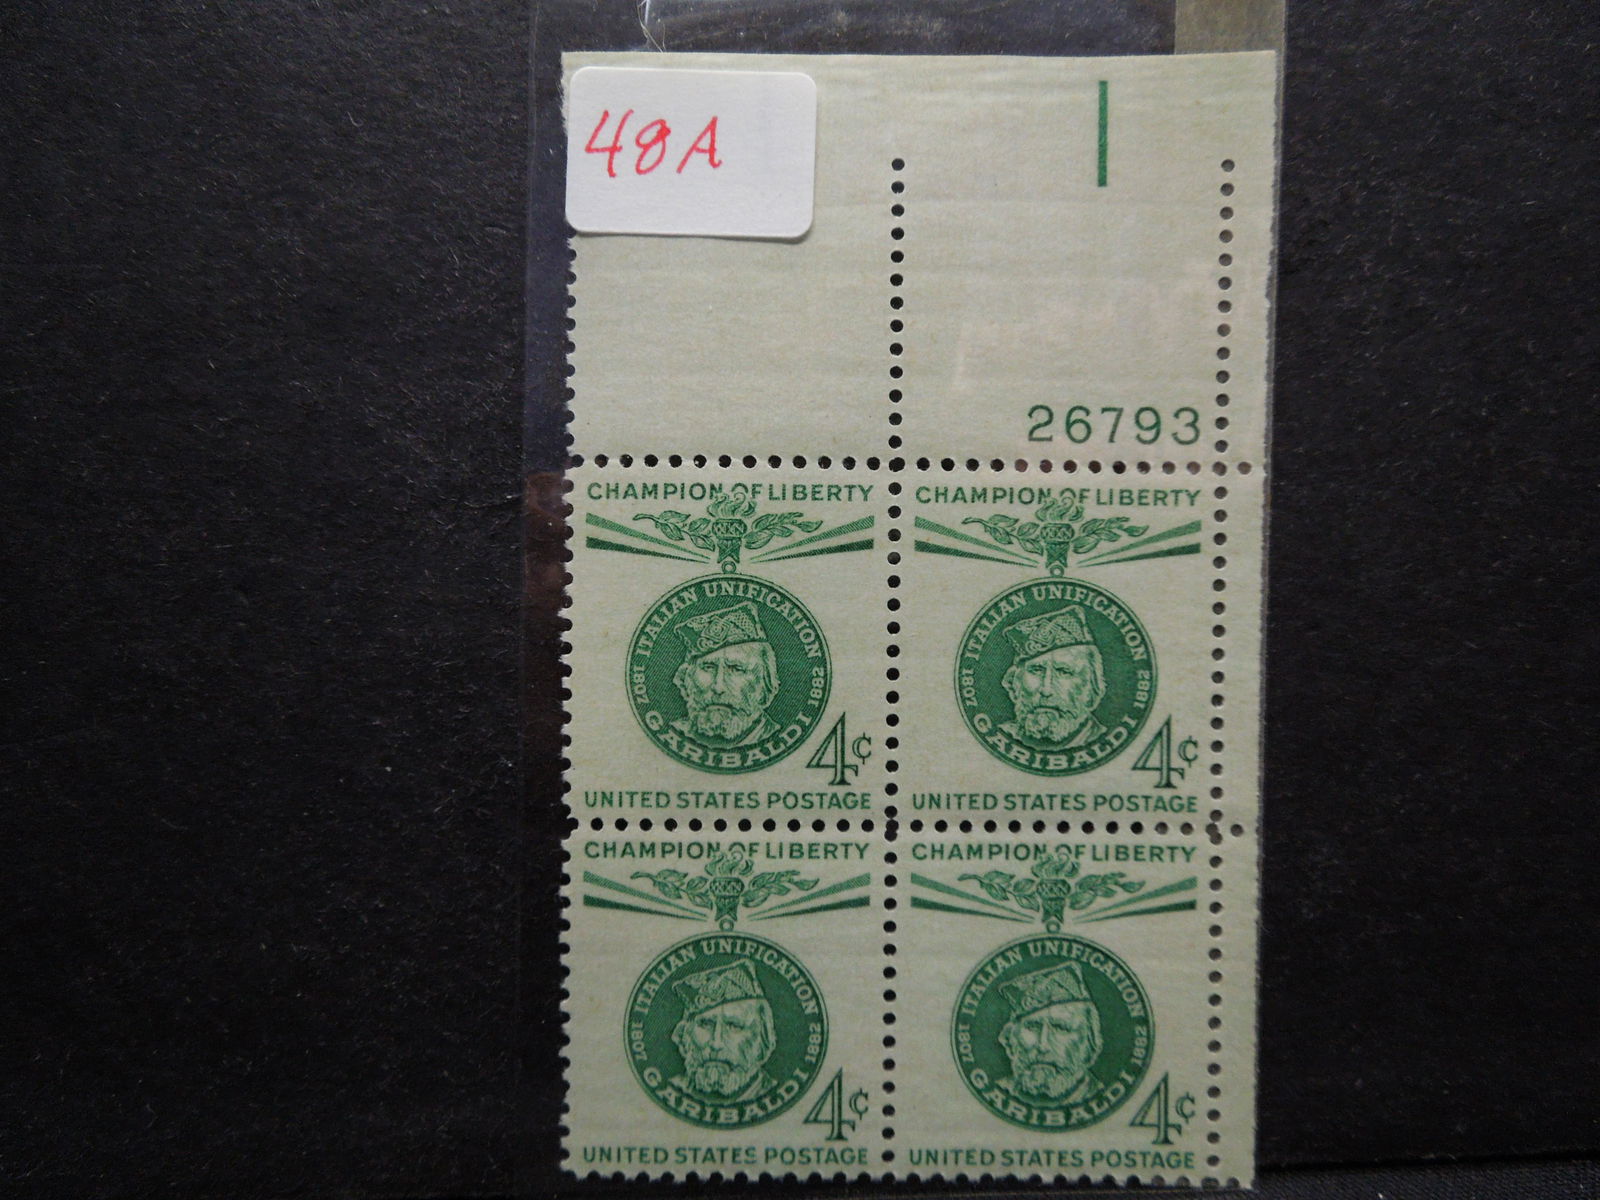 48A
26793
CHAMPION OF LIBERTY CHAMPION OF LIBERTY
ITALIAN UNIFICATION ITALIAN UNIFICATION
1807 1882 1807 1882
GARIBALDI GARIBALDI
4¢ 4¢
UNITED STATES POSTAGE UNITED STATES POSTAGE
CHAMPION OF LIBERTY CHAMPION OF LIBERTY
ITALIAN UNIFICATION ITALIAN UNIFICATION
1807 1882 1807 1882
GARIBALDI GARIBALDI
4¢ 4¢
UNITED STATES POSTAGE UNITED STATES POSTAGE